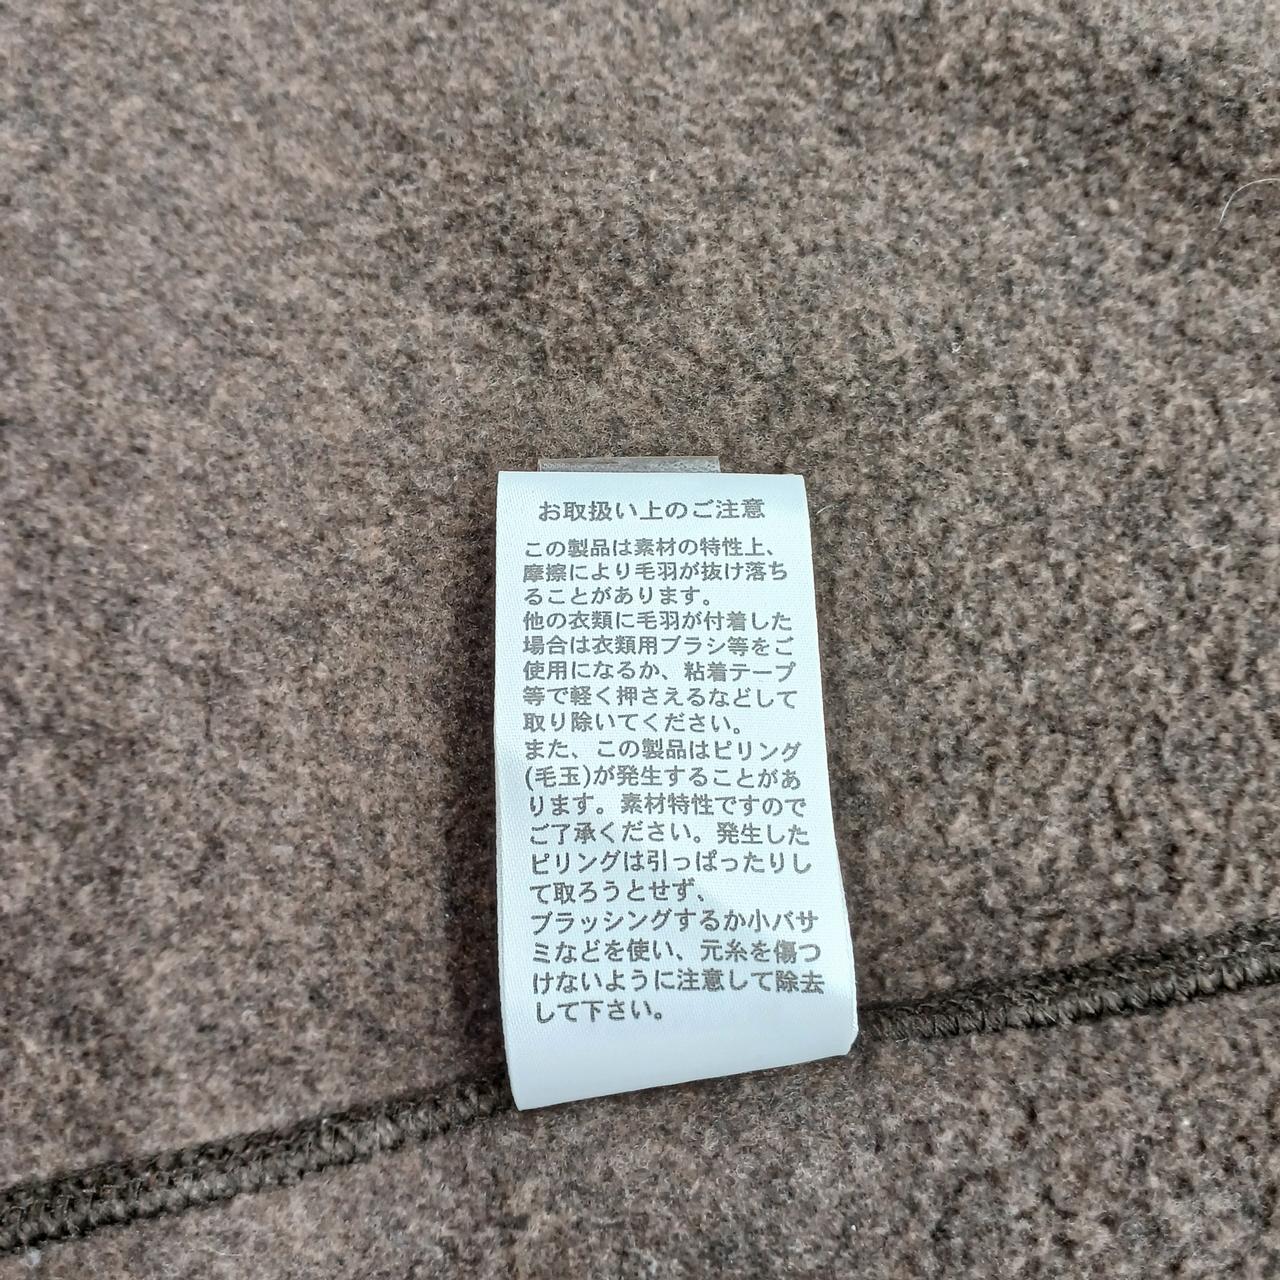 お取扱い上のご注意
この製品は素材の特性上、
摩擦により毛羽が抜け落ち
ることがあります。
他の衣類に毛羽が付着した
場合は衣類用ブラシ等をご
使用になるか、粘着テープ
等で軽く押さえるなどして
取り除いてください。
また、この製品はピリング
(毛玉)が発生することがあ
ります。素材特性ですので
ご了承ください。発生した
ピリングは引っぱったりし
て取ろうとせず、
ブラッシングするか小バサ
ミなどを使い、元糸を傷つ
けないように注意して除去
して下さい。